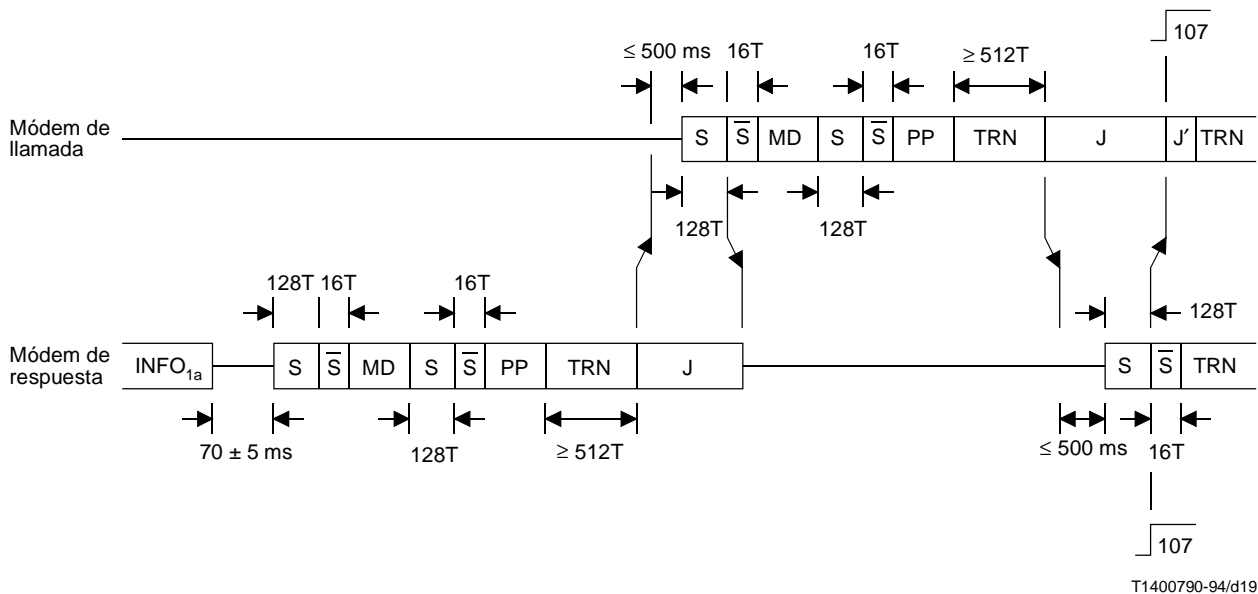 107
≤ 500 ms 16T 16T ≥ 512T
Módem de
llamada
S S̅ MD S S̅ PP TRN J J′ TRN
128T 128T
128T 16T 16T 128T
Módem de
respuesta
INFO1a S S̅ MD S S̅ PP TRN J S S̅ TRN
70 ± 5 ms 128T ≥ 512T ≤ 500 ms 16T
107
T1400790-94/d19